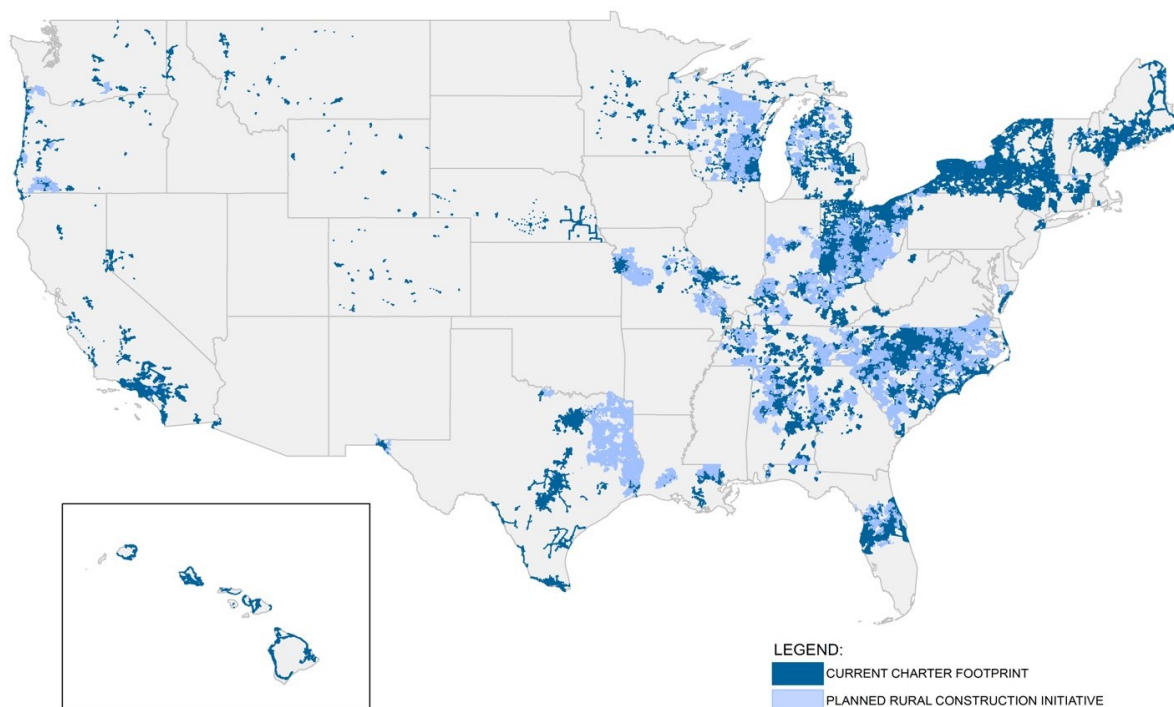 LEGEND:
CURRENT CHARTER FOOTPRINT
PLANNED RURAL CONSTRUCTION INITIATIVE